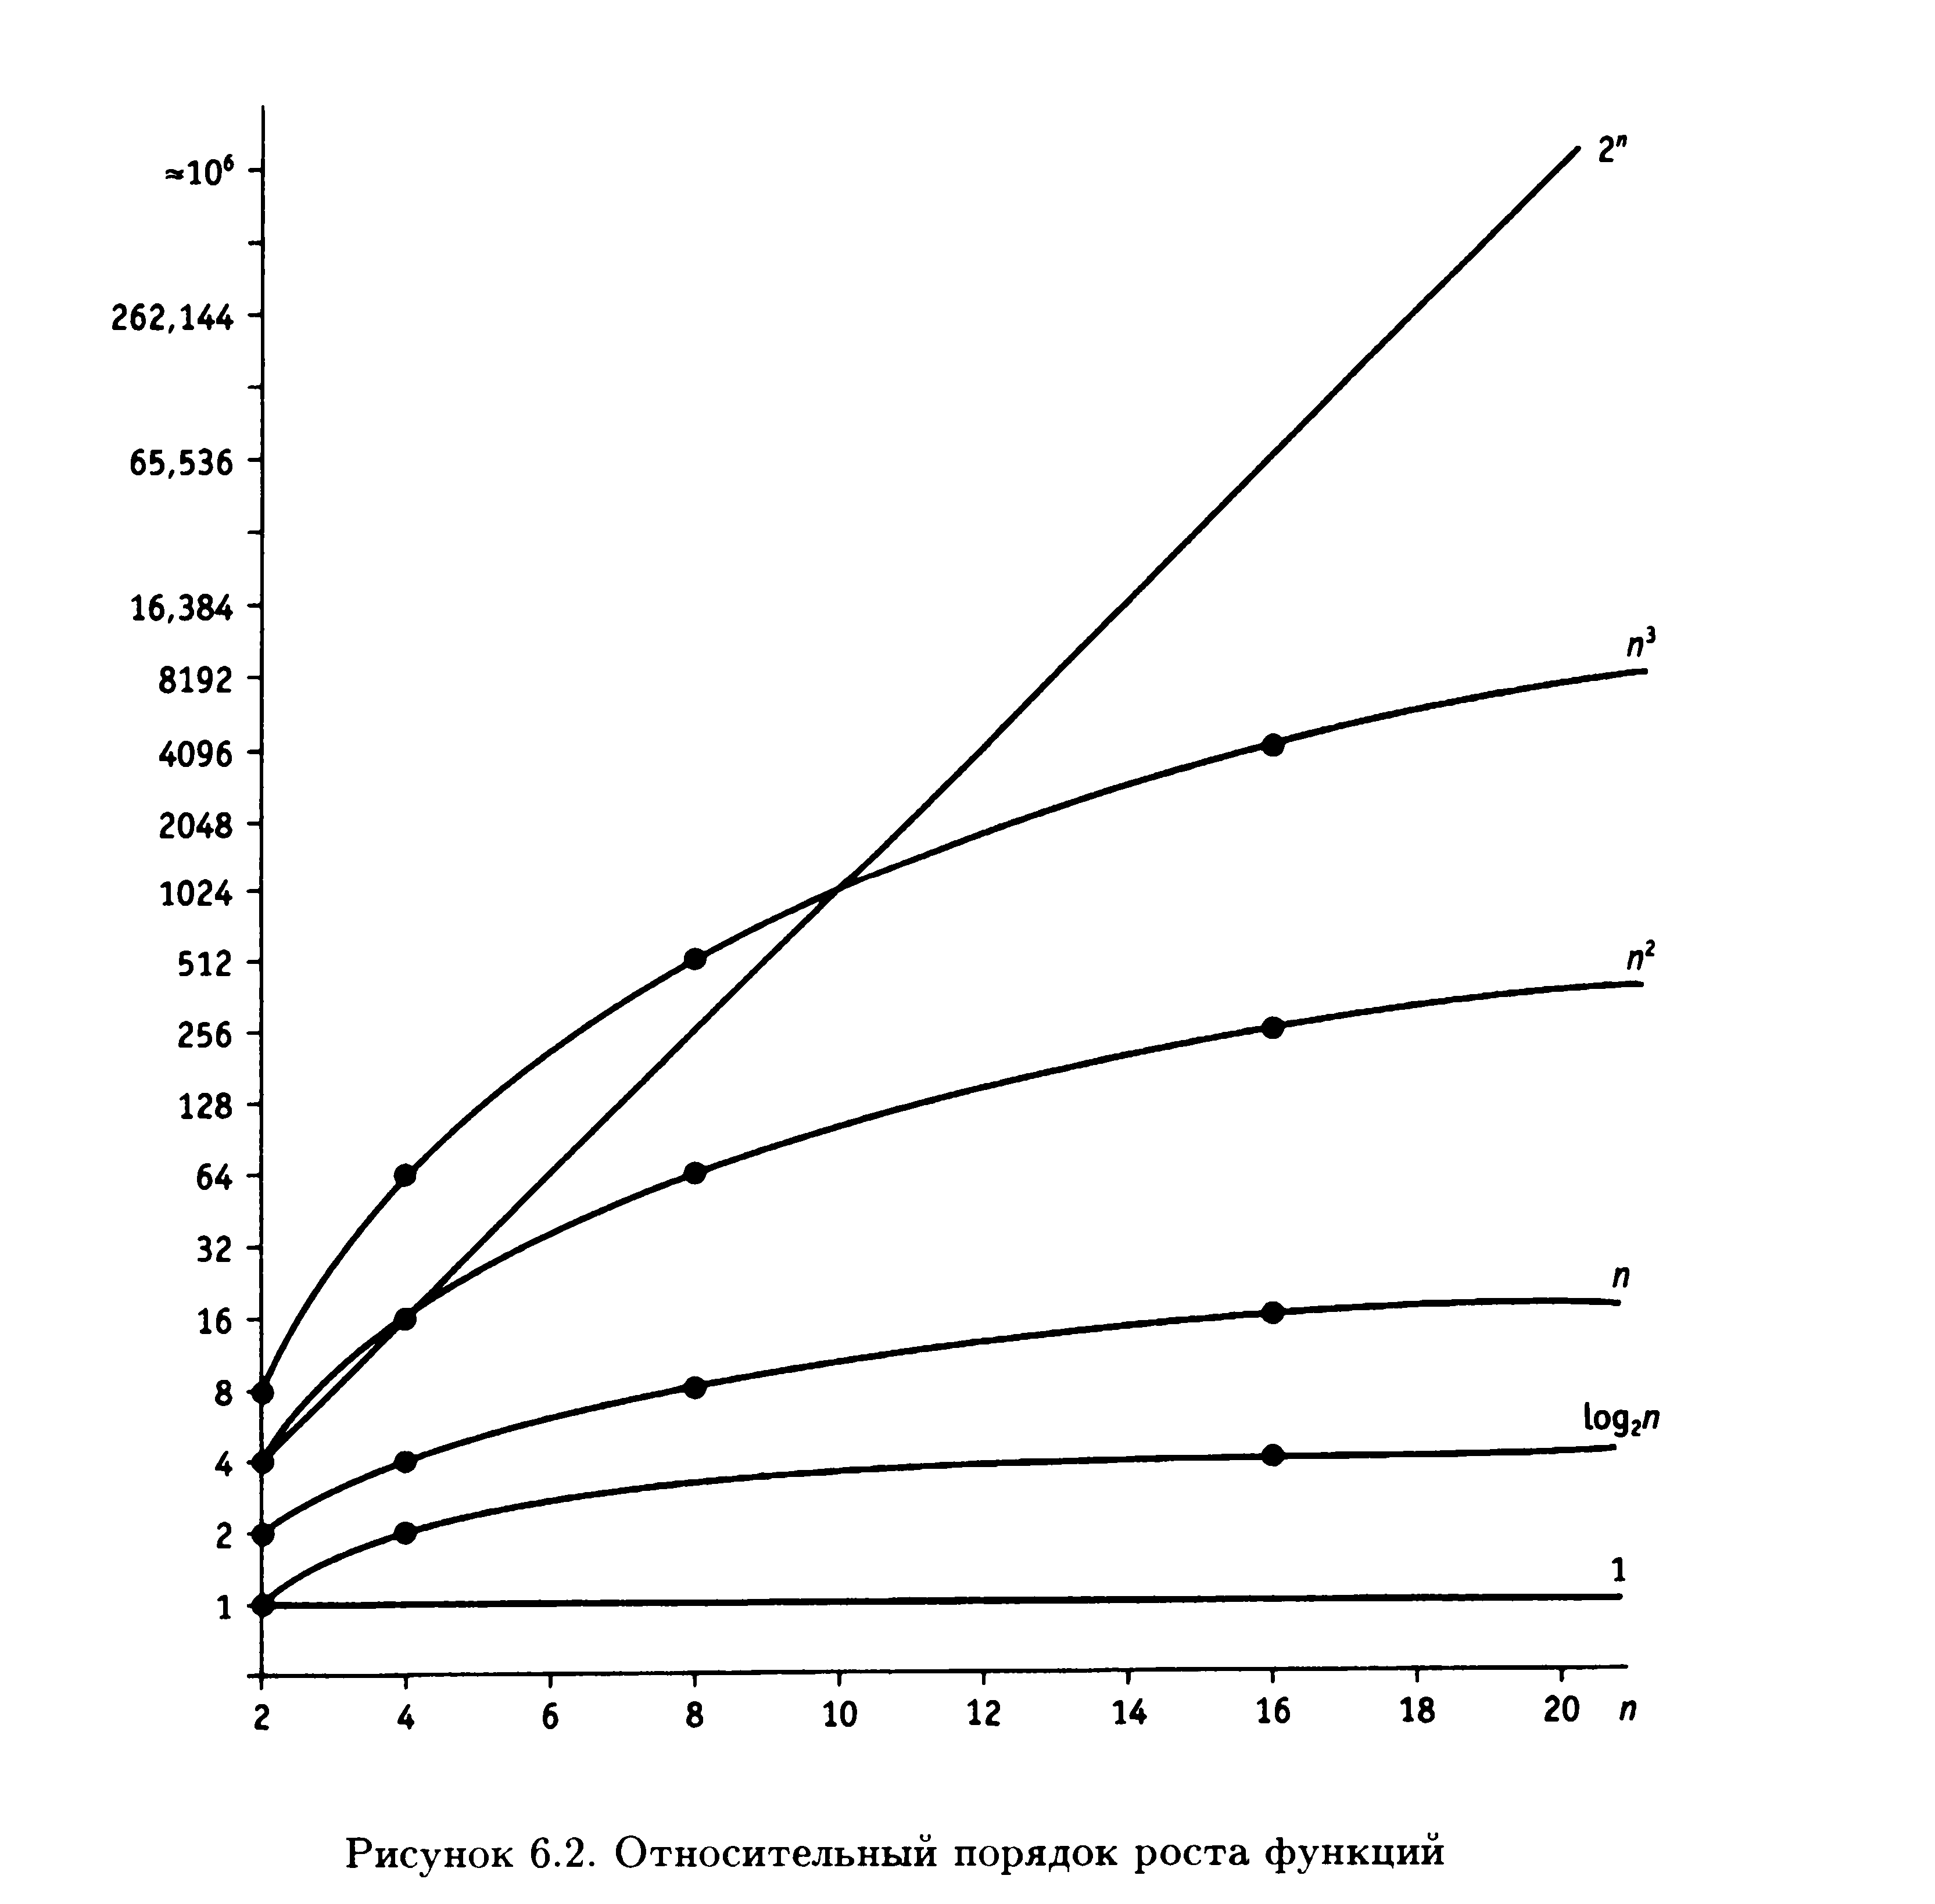 2ⁿ
≈10⁶
262,144
65,536
16,384
n³
8192
4096
2048
1024
n²
512
256
128
64
32
n
16
8
log₂n
4
2
1
1
2 4 6 8 10 12 14 16 18 20 n
Рисунок 6.2. Относительный порядок роста функций